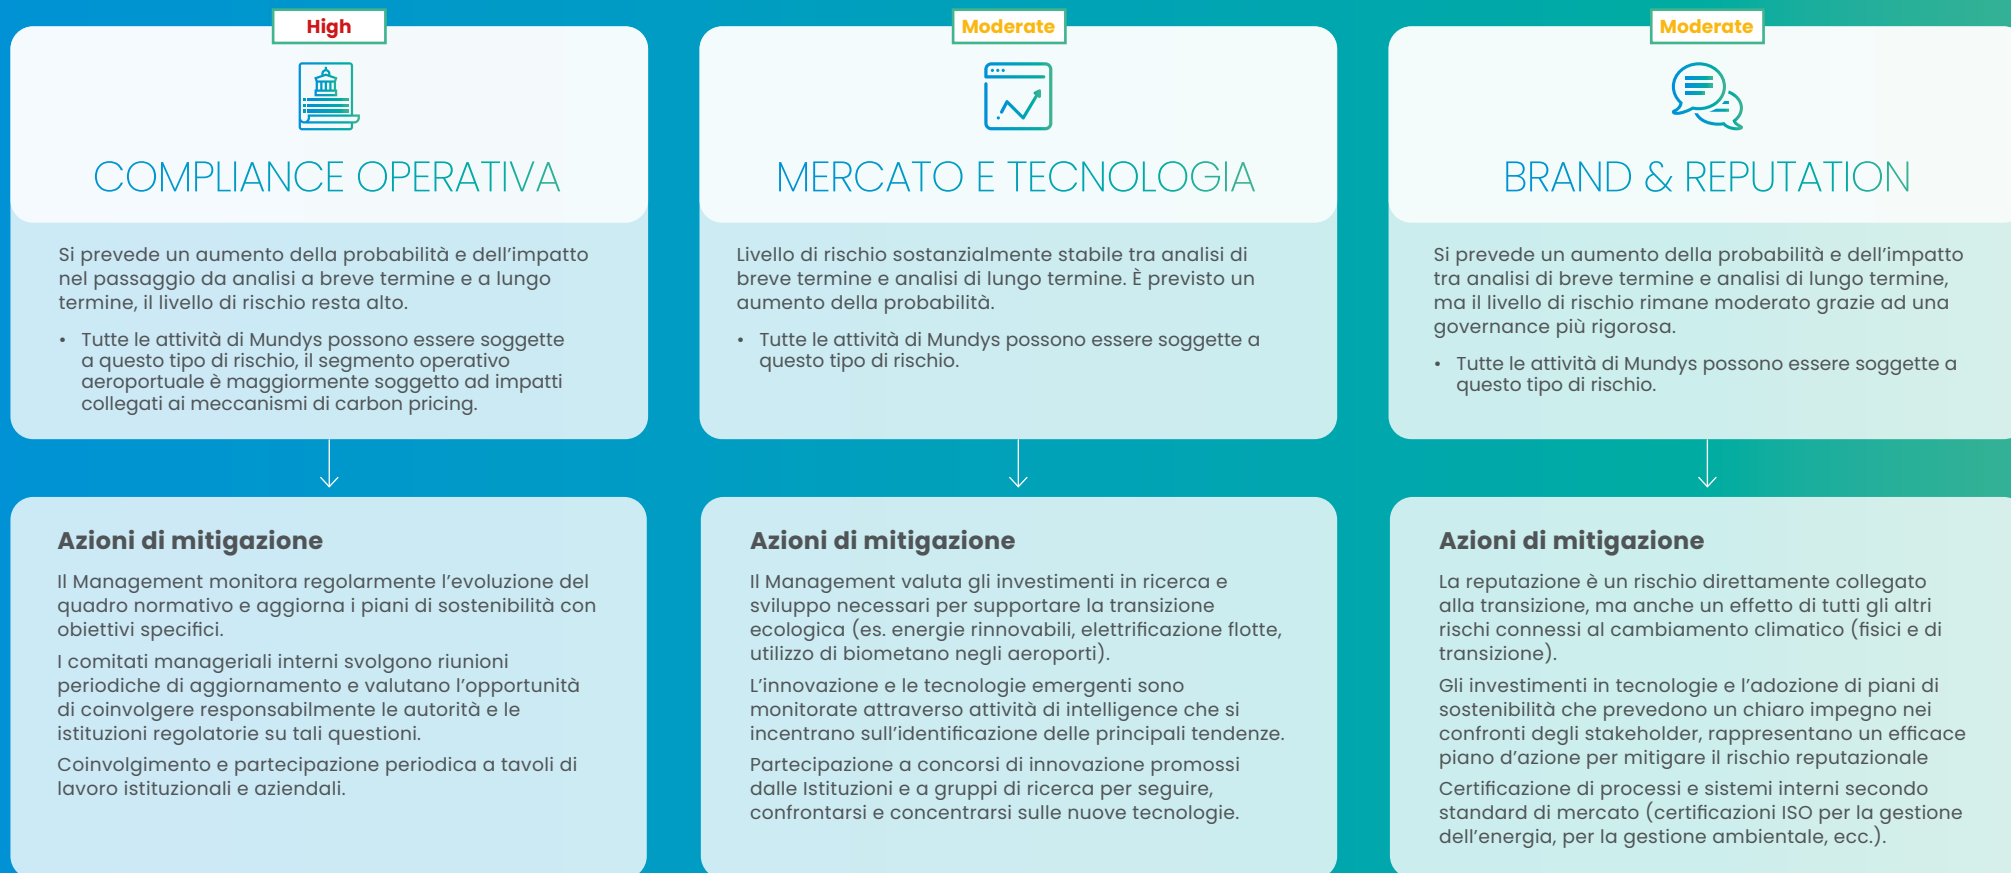 High
COMPLIANCE OPERATIVA
Si prevede un aumento della probabilità e dell’impatto
nel passaggio da analisi a breve termine e a lungo
termine, il livello di rischio resta alto.
• Tutte le attività di Mundys possono essere soggette
a questo tipo di rischio, il segmento operativo
aeroportuale è maggiormente soggetto ad impatti
collegati ai meccanismi di carbon pricing.
Azioni di mitigazione
Il Management monitora regolarmente l’evoluzione del
quadro normativo e aggiorna i piani di sostenibilità con
obiettivi specifici.
I comitati manageriali interni svolgono riunioni
periodiche di aggiornamento e valutano l’opportunità
di coinvolgere responsabilmente le autorità e le
istituzioni regolatorie su tali questioni.
Coinvolgimento e partecipazione periodica a tavoli di
lavoro istituzionali e aziendali.
Moderate
MERCATO E TECNOLOGIA
Livello di rischio sostanzialmente stabile tra analisi di
breve termine e analisi di lungo termine. È previsto un
aumento della probabilità.
• Tutte le attività di Mundys possono essere soggette a
questo tipo di rischio.
Azioni di mitigazione
Il Management valuta gli investimenti in ricerca e
sviluppo necessari per supportare la transizione
ecologica (es. energie rinnovabili, elettrificazione flotte,
utilizzo di biometano negli aeroporti).
L’innovazione e le tecnologie emergenti sono
monitorate attraverso attività di intelligence che si
incentrano sull’identificazione delle principali tendenze.
Partecipazione a concorsi di innovazione promossi
dalle Istituzioni e a gruppi di ricerca per seguire,
confrontarsi e concentrarsi sulle nuove tecnologie.
Moderate
BRAND & REPUTATION
Si prevede un aumento della probabilità e dell’impatto
tra analisi di breve termine e analisi di lungo termine,
ma il livello di rischio rimane moderato grazie ad una
governance più rigorosa.
• Tutte le attività di Mundys possono essere soggette a
questo tipo di rischio.
Azioni di mitigazione
La reputazione è un rischio direttamente collegato
alla transizione, ma anche un effetto di tutti gli altri
rischi connessi al cambiamento climatico (fisici e di
transizione).
Gli investimenti in tecnologie e l’adozione di piani di
sostenibilità che prevedono un chiaro impegno nei
confronti degli stakeholder, rappresentano un efficace
piano d’azione per mitigare il rischio reputazionale
Certificazione di processi e sistemi interni secondo
standard di mercato (certificazioni ISO per la gestione
dell’energia, per la gestione ambientale, ecc.).